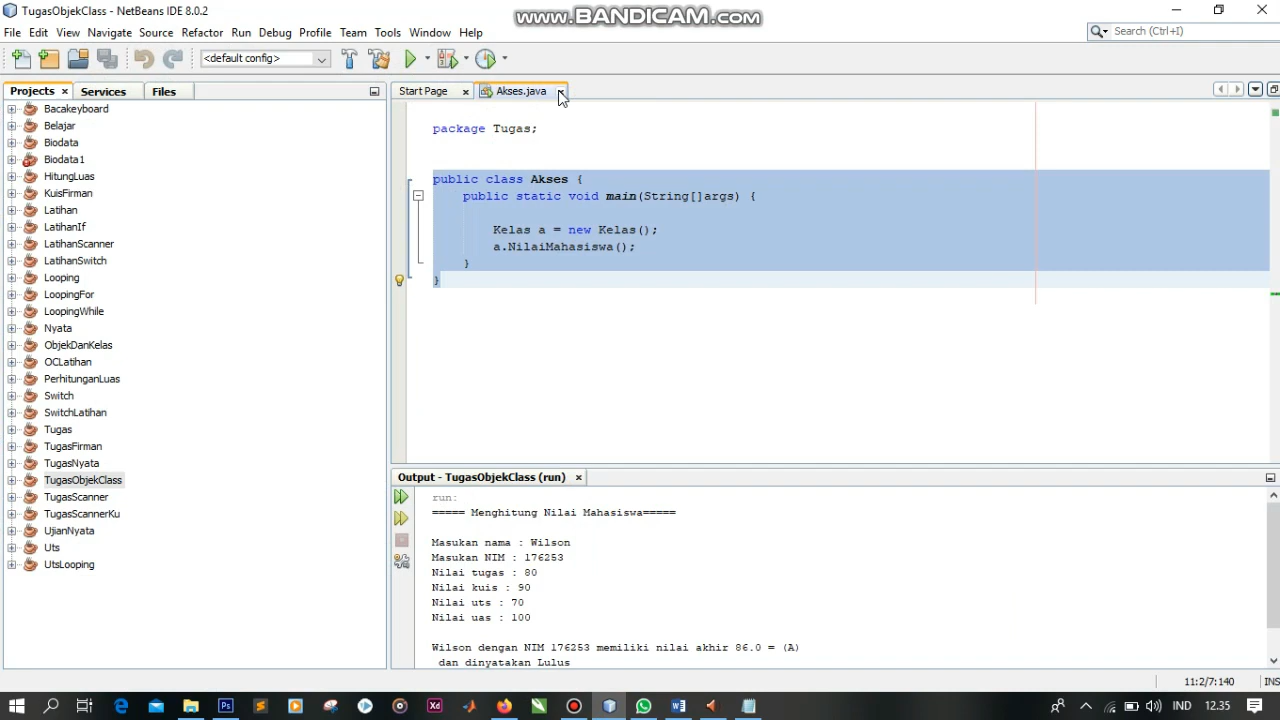 TugasObjekClass - NetBeans IDE 8.0.2
www.BANDICAM.com
File Edit View Navigate Source Refactor Run Debug Profile Team Tools Window Help
Search (Ctrl+I)
<default config>
Projects Services Files
Start Page Akses.java
Bacakeyboard
Belajar
Biodata
Biodata1
HitungLuas
KuisFirman
Latihan
LatihanIf
LatihanScanner
LatihanSwitch
Looping
LoopingFor
LoopingWhile
Nyata
ObjekDanKelas
OCLatihan
PerhitunganLuas
Switch
SwitchLatihan
Tugas
TugasFirman
TugasNyata
TugasObjekClass
TugasScanner
TugasScannerKu
UjianNyata
Uts
UtsLooping
package Tugas;
public class Akses {
public static void main(String[]args) {
Kelas a = new Kelas();
a.NilaiMahasiswa();
}
}
Output - TugasObjekClass (run)
run:
===== Menghitung Nilai Mahasiswa=====
Masukan nama : Wilson
Masukan NIM : 176253
Nilai tugas : 80
Nilai kuis : 90
Nilai uts : 70
Nilai uas : 100
Wilson dengan NIM 176253 memiliki nilai akhir 86.0 = (A)
dan dinyatakan Lulus
11:2/7:140 INS
IND 12.35